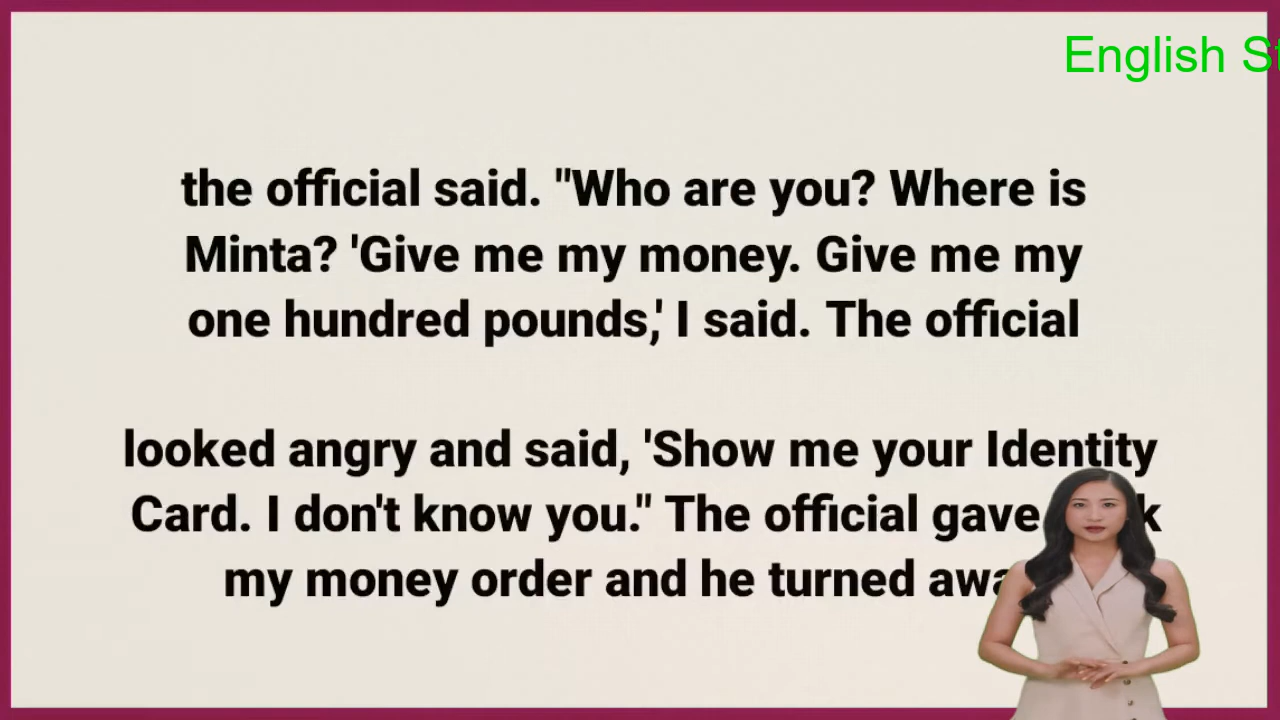 English
the official said. "Who are you? Where is
Minta? 'Give me my money. Give me my
one hundred pounds,' I said. The official
looked angry and said, 'Show me your Identity
Card. I don't know you." The official gave
my money order and he turned